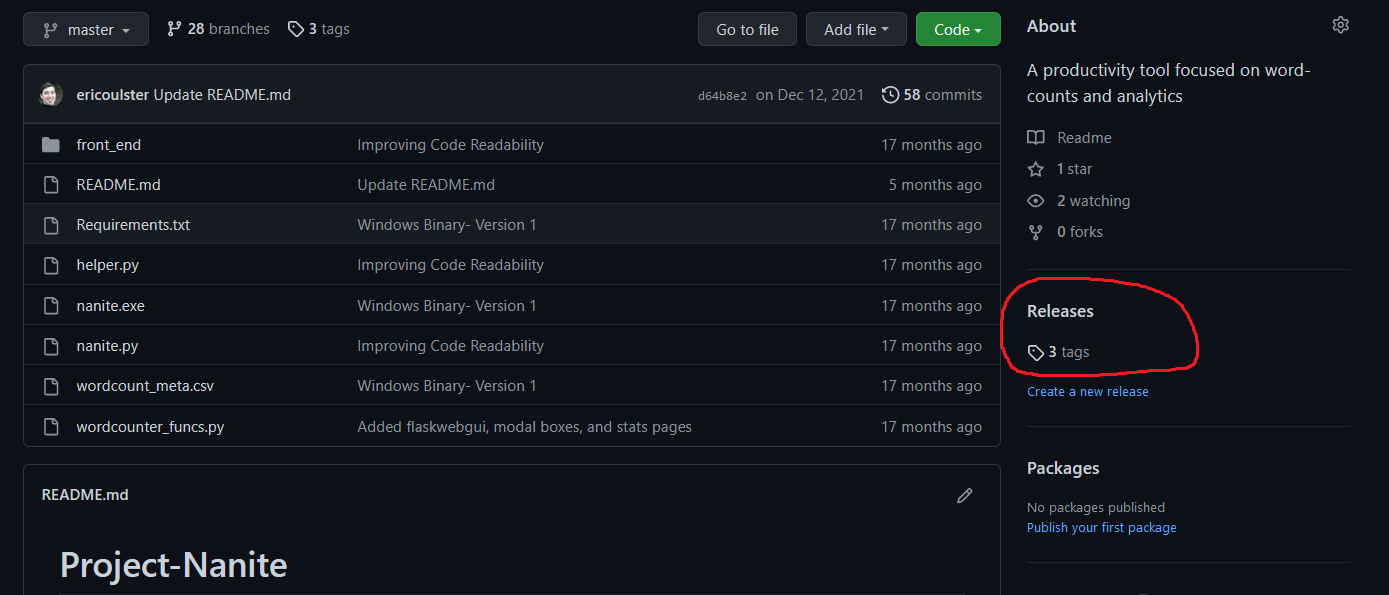 master 28 branches 3 tags Go to file Add file Code
ericoulster Update README.md d64b8e2 on Dec 12, 2021 58 commits
front_end Improving Code Readability 17 months ago
README.md Update README.md 5 months ago
Requirements.txt Windows Binary- Version 1 17 months ago
helper.py Improving Code Readability 17 months ago
nanite.exe Windows Binary- Version 1 17 months ago
nanite.py Improving Code Readability 17 months ago
wordcount_meta.csv Windows Binary- Version 1 17 months ago
wordcounter_funcs.py Added flaskwebgui, modal boxes, and stats pages 17 months ago
README.md
Project-Nanite
About
A productivity tool focused on word-
counts and analytics
Readme
1 star
2 watching
0 forks
Releases
3 tags
Create a new release
Packages
No packages published
Publish your first package